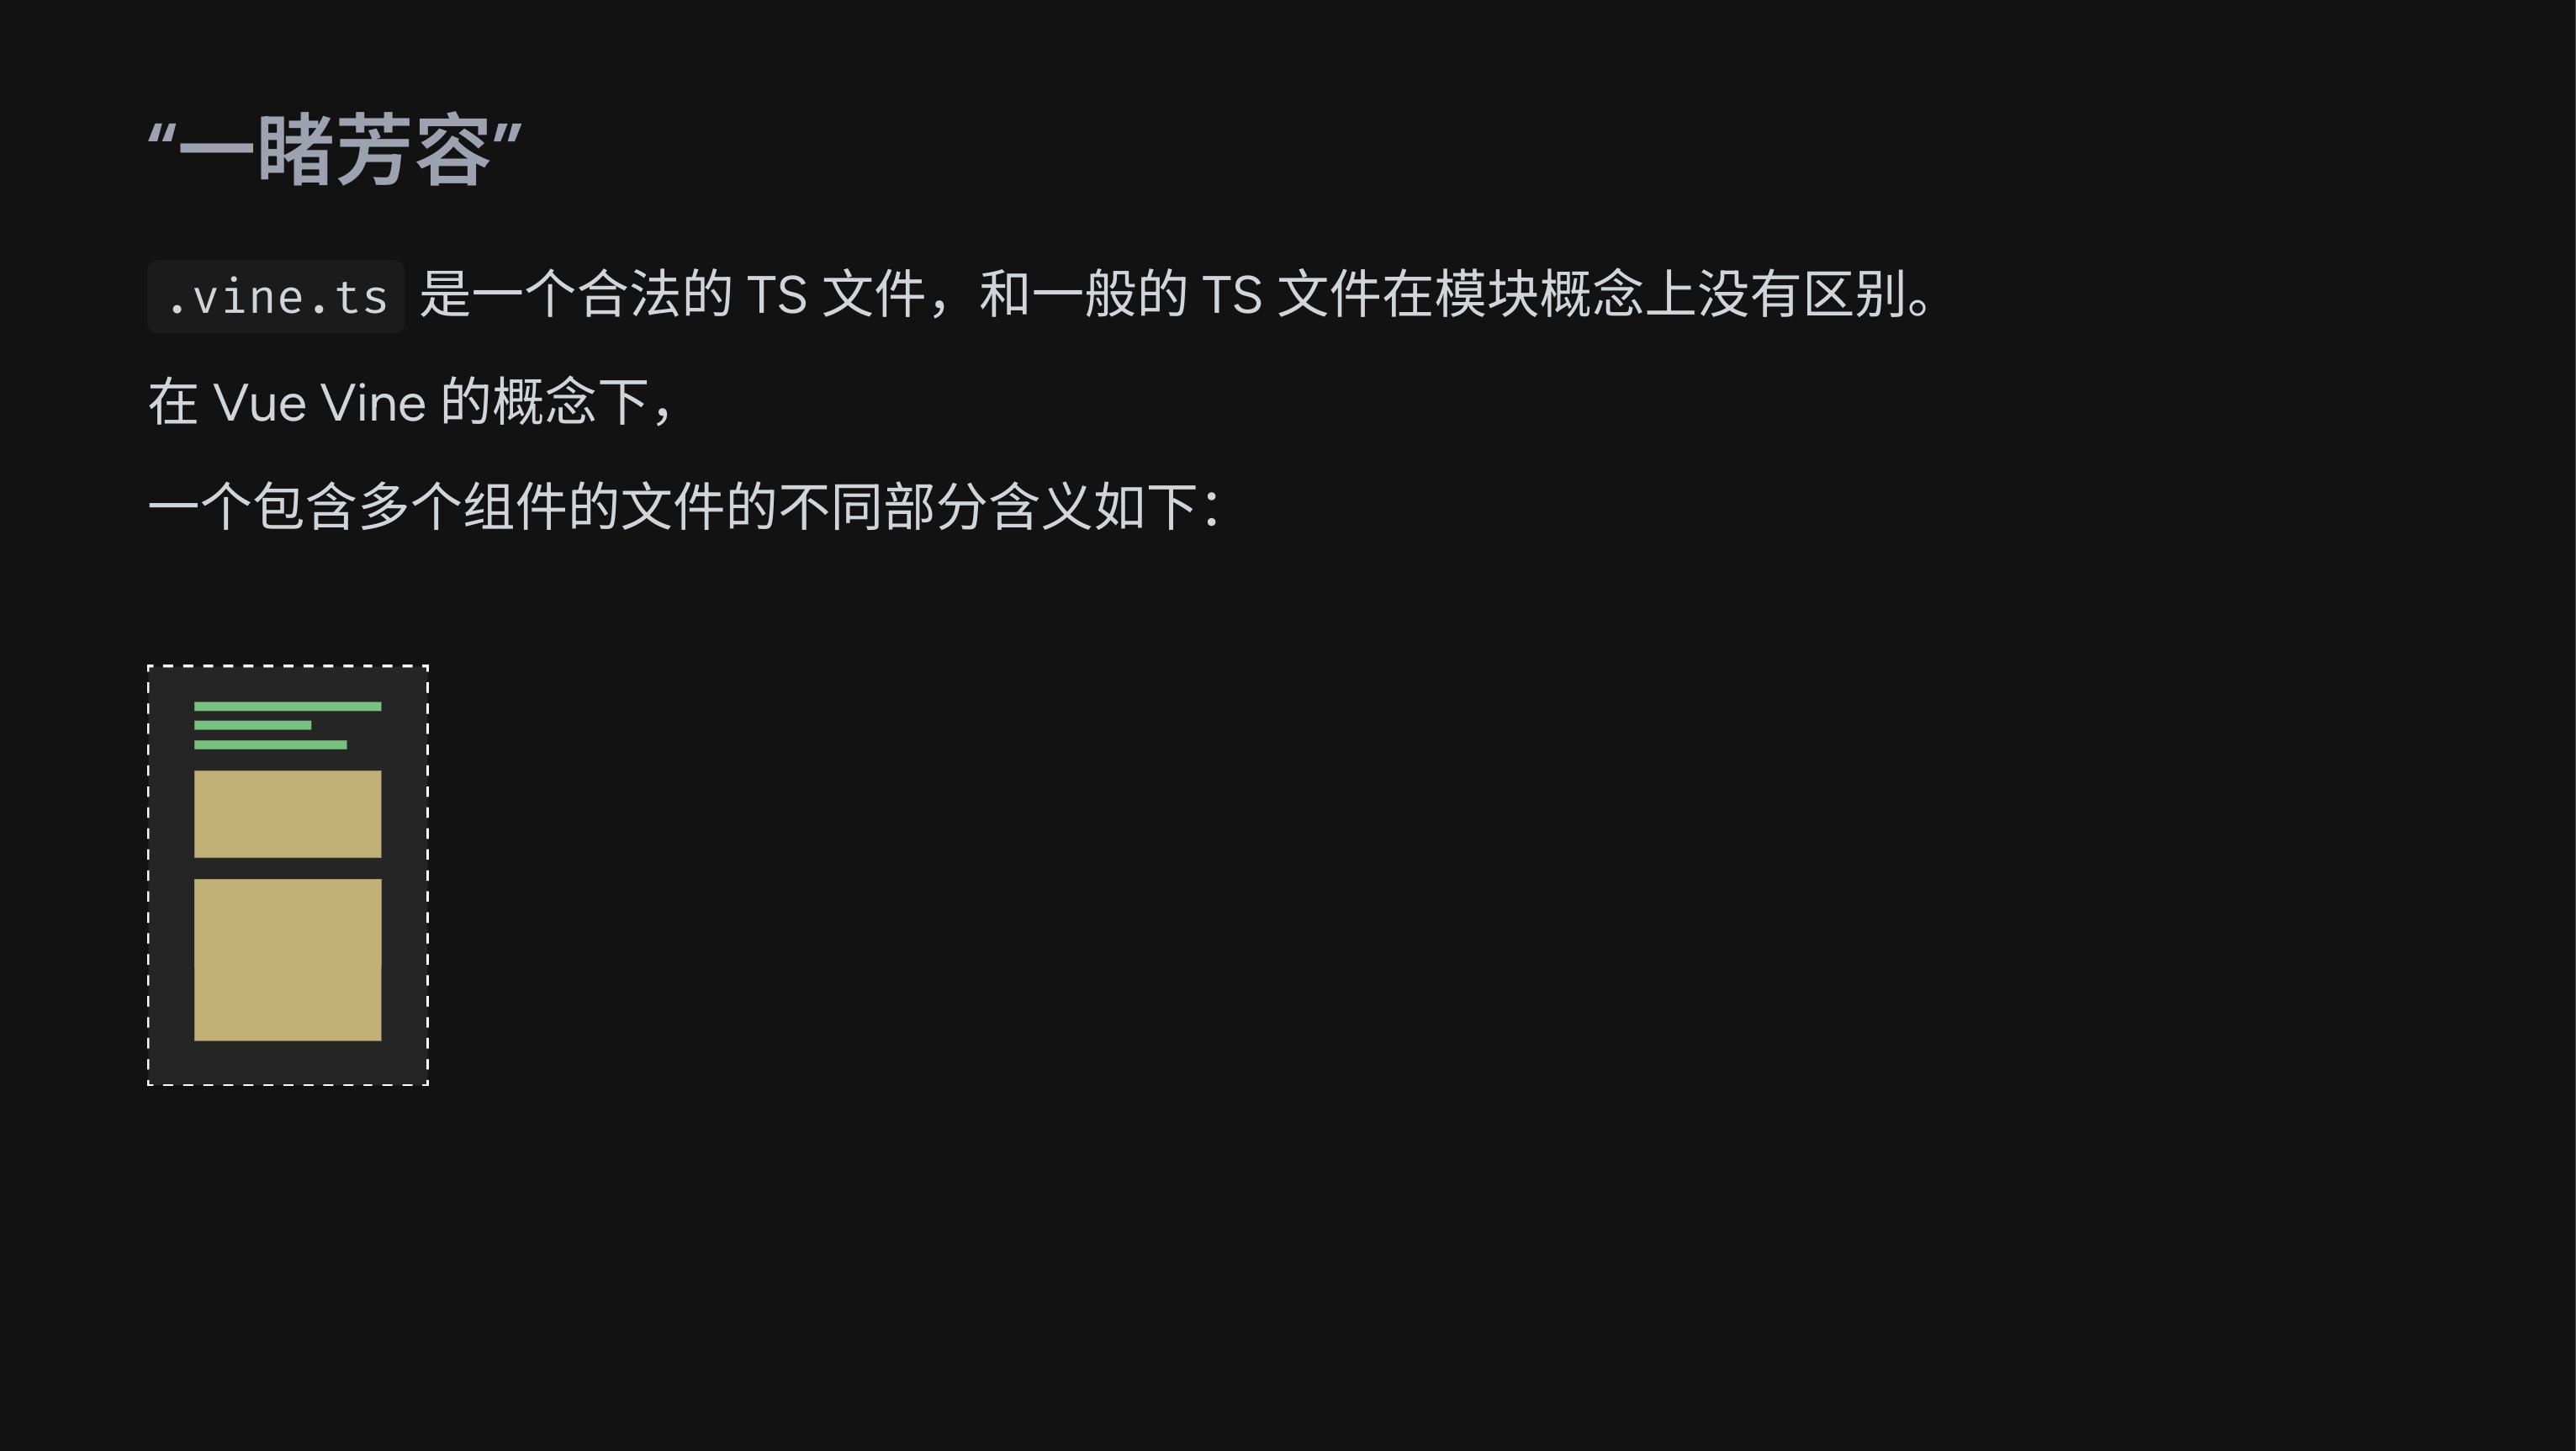 “一睹芳容”
.vine.ts 是一个合法的 TS 文件，和一般的 TS 文件在模块概念上没有区别。
在 Vue Vine 的概念下，
一个包含多个组件的文件的不同部分含义如下：